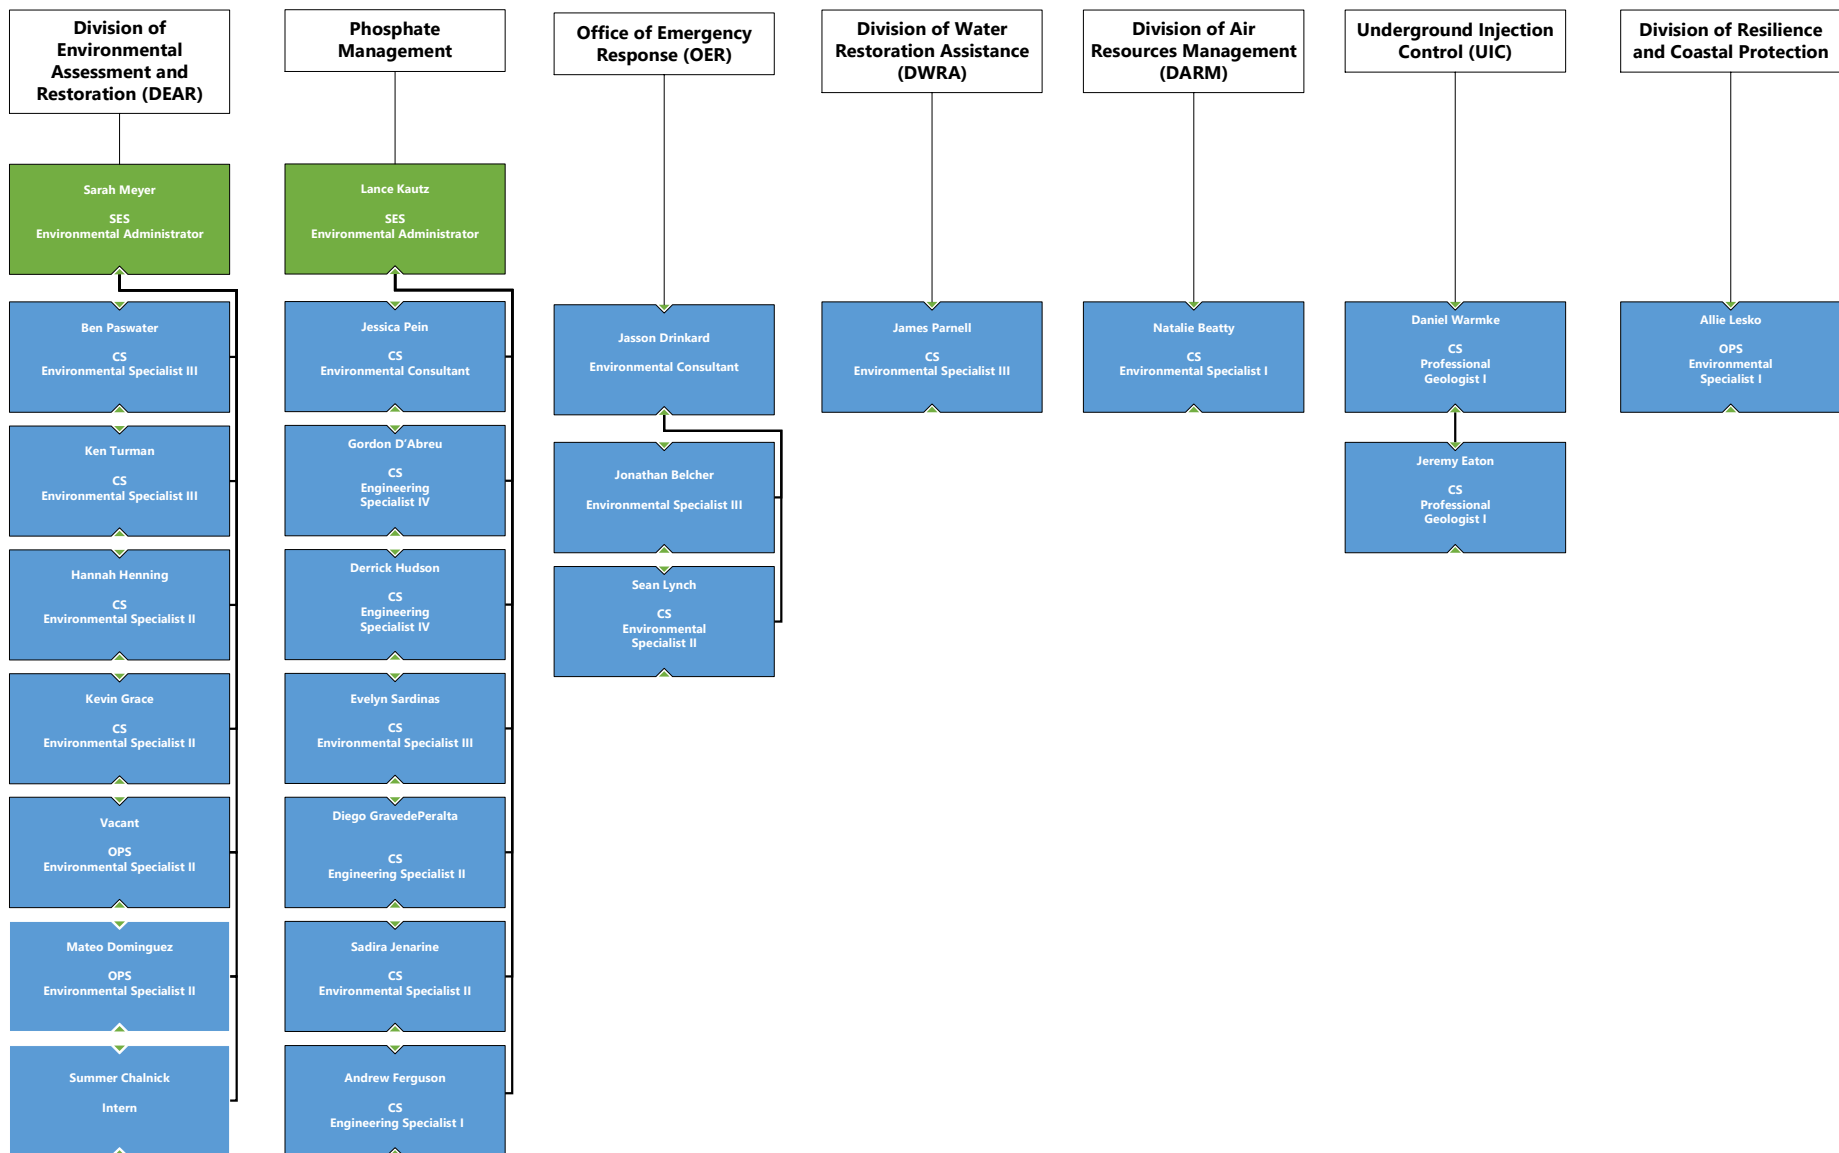 Division of
Environmental
Assessment and
Restoration (DEAR)
Sarah Meyer
SES
Environmental Administrator
Ben Paswater
CS
Environmental Specialist III
Ken Turman
CS
Environmental Specialist III
Hannah Henning
CS
Environmental Specialist II
Kevin Grace
CS
Environmental Specialist II
Vacant
OPS
Environmental Specialist II
Mateo Dominguez
OPS
Environmental Specialist II
Summer Chalnick
Intern
Phosphate
Management
Lance Kautz
SES
Environmental Administrator
Jessica Pein
CS
Environmental Consultant
Gordon D'Abreu
CS
Engineering
Specialist IV
Derrick Hudson
CS
Engineering
Specialist IV
Evelyn Sardinas
CS
Environmental Specialist III
Diego GravedePeralta
CS
Engineering Specialist II
Sadira Jenarine
CS
Environmental Specialist II
Andrew Ferguson
CS
Engineering Specialist I
Office of Emergency
Response (OER)
Jasson Drinkard
Environmental Consultant
Jonathan Belcher
Environmental Specialist III
Sean Lynch
CS
Environmental
Specialist II
Division of Water
Restoration Assistance
(DWRA)
James Parnell
CS
Environmental Specialist III
Division of Air
Resources Management
(DARM)
Natalie Beatty
CS
Environmental Specialist I
Underground Injection
Control (UIC)
Daniel Warmke
CS
Professional
Geologist I
Jeremy Eaton
CS
Professional
Geologist I
Division of Resilience
and Coastal Protection
Allie Lesko
OPS
Environmental
Specialist I